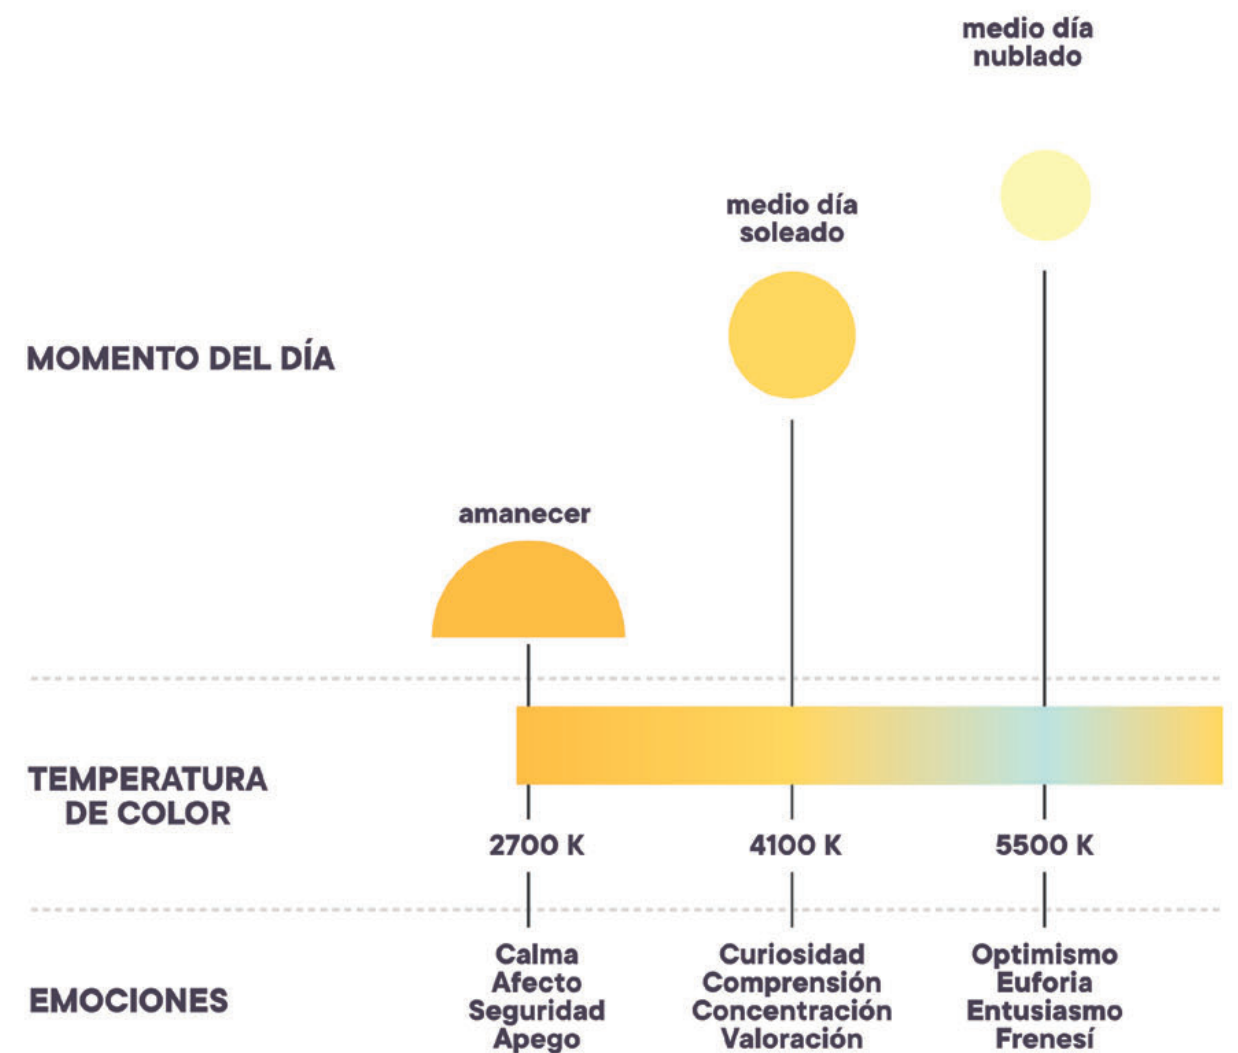 medio día
nublado
medio día
soleado
MOMENTO DEL DÍA
amanecer
TEMPERATURA
DE COLOR
2700 K
4100 K
5500 K
EMOCIONES
Calma
Afecto
Seguridad
Apego
Curiosidad
Comprensión
Concentración
Valoración
Optimismo
Euforia
Entusiasmo
Frenesí